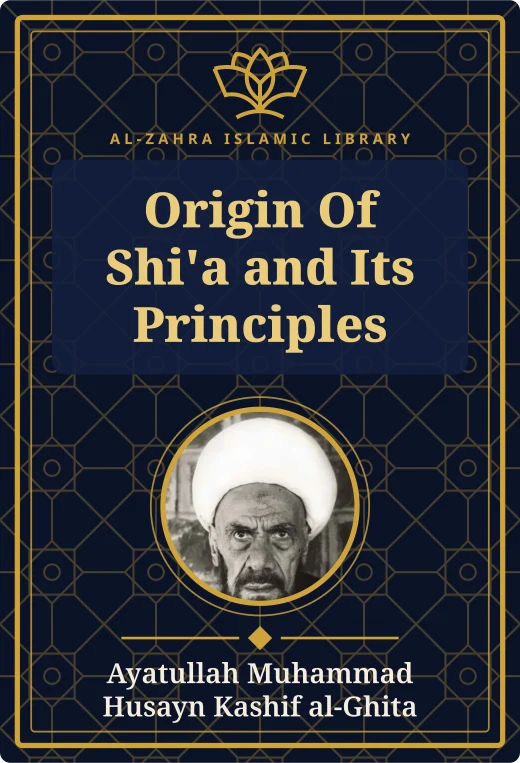 AL-ZAHRA ISLAMIC LIBRARY
Origin Of
Shi'a and Its
Principles
Ayatullah Muhammad
Husayn Kashif al-Ghita